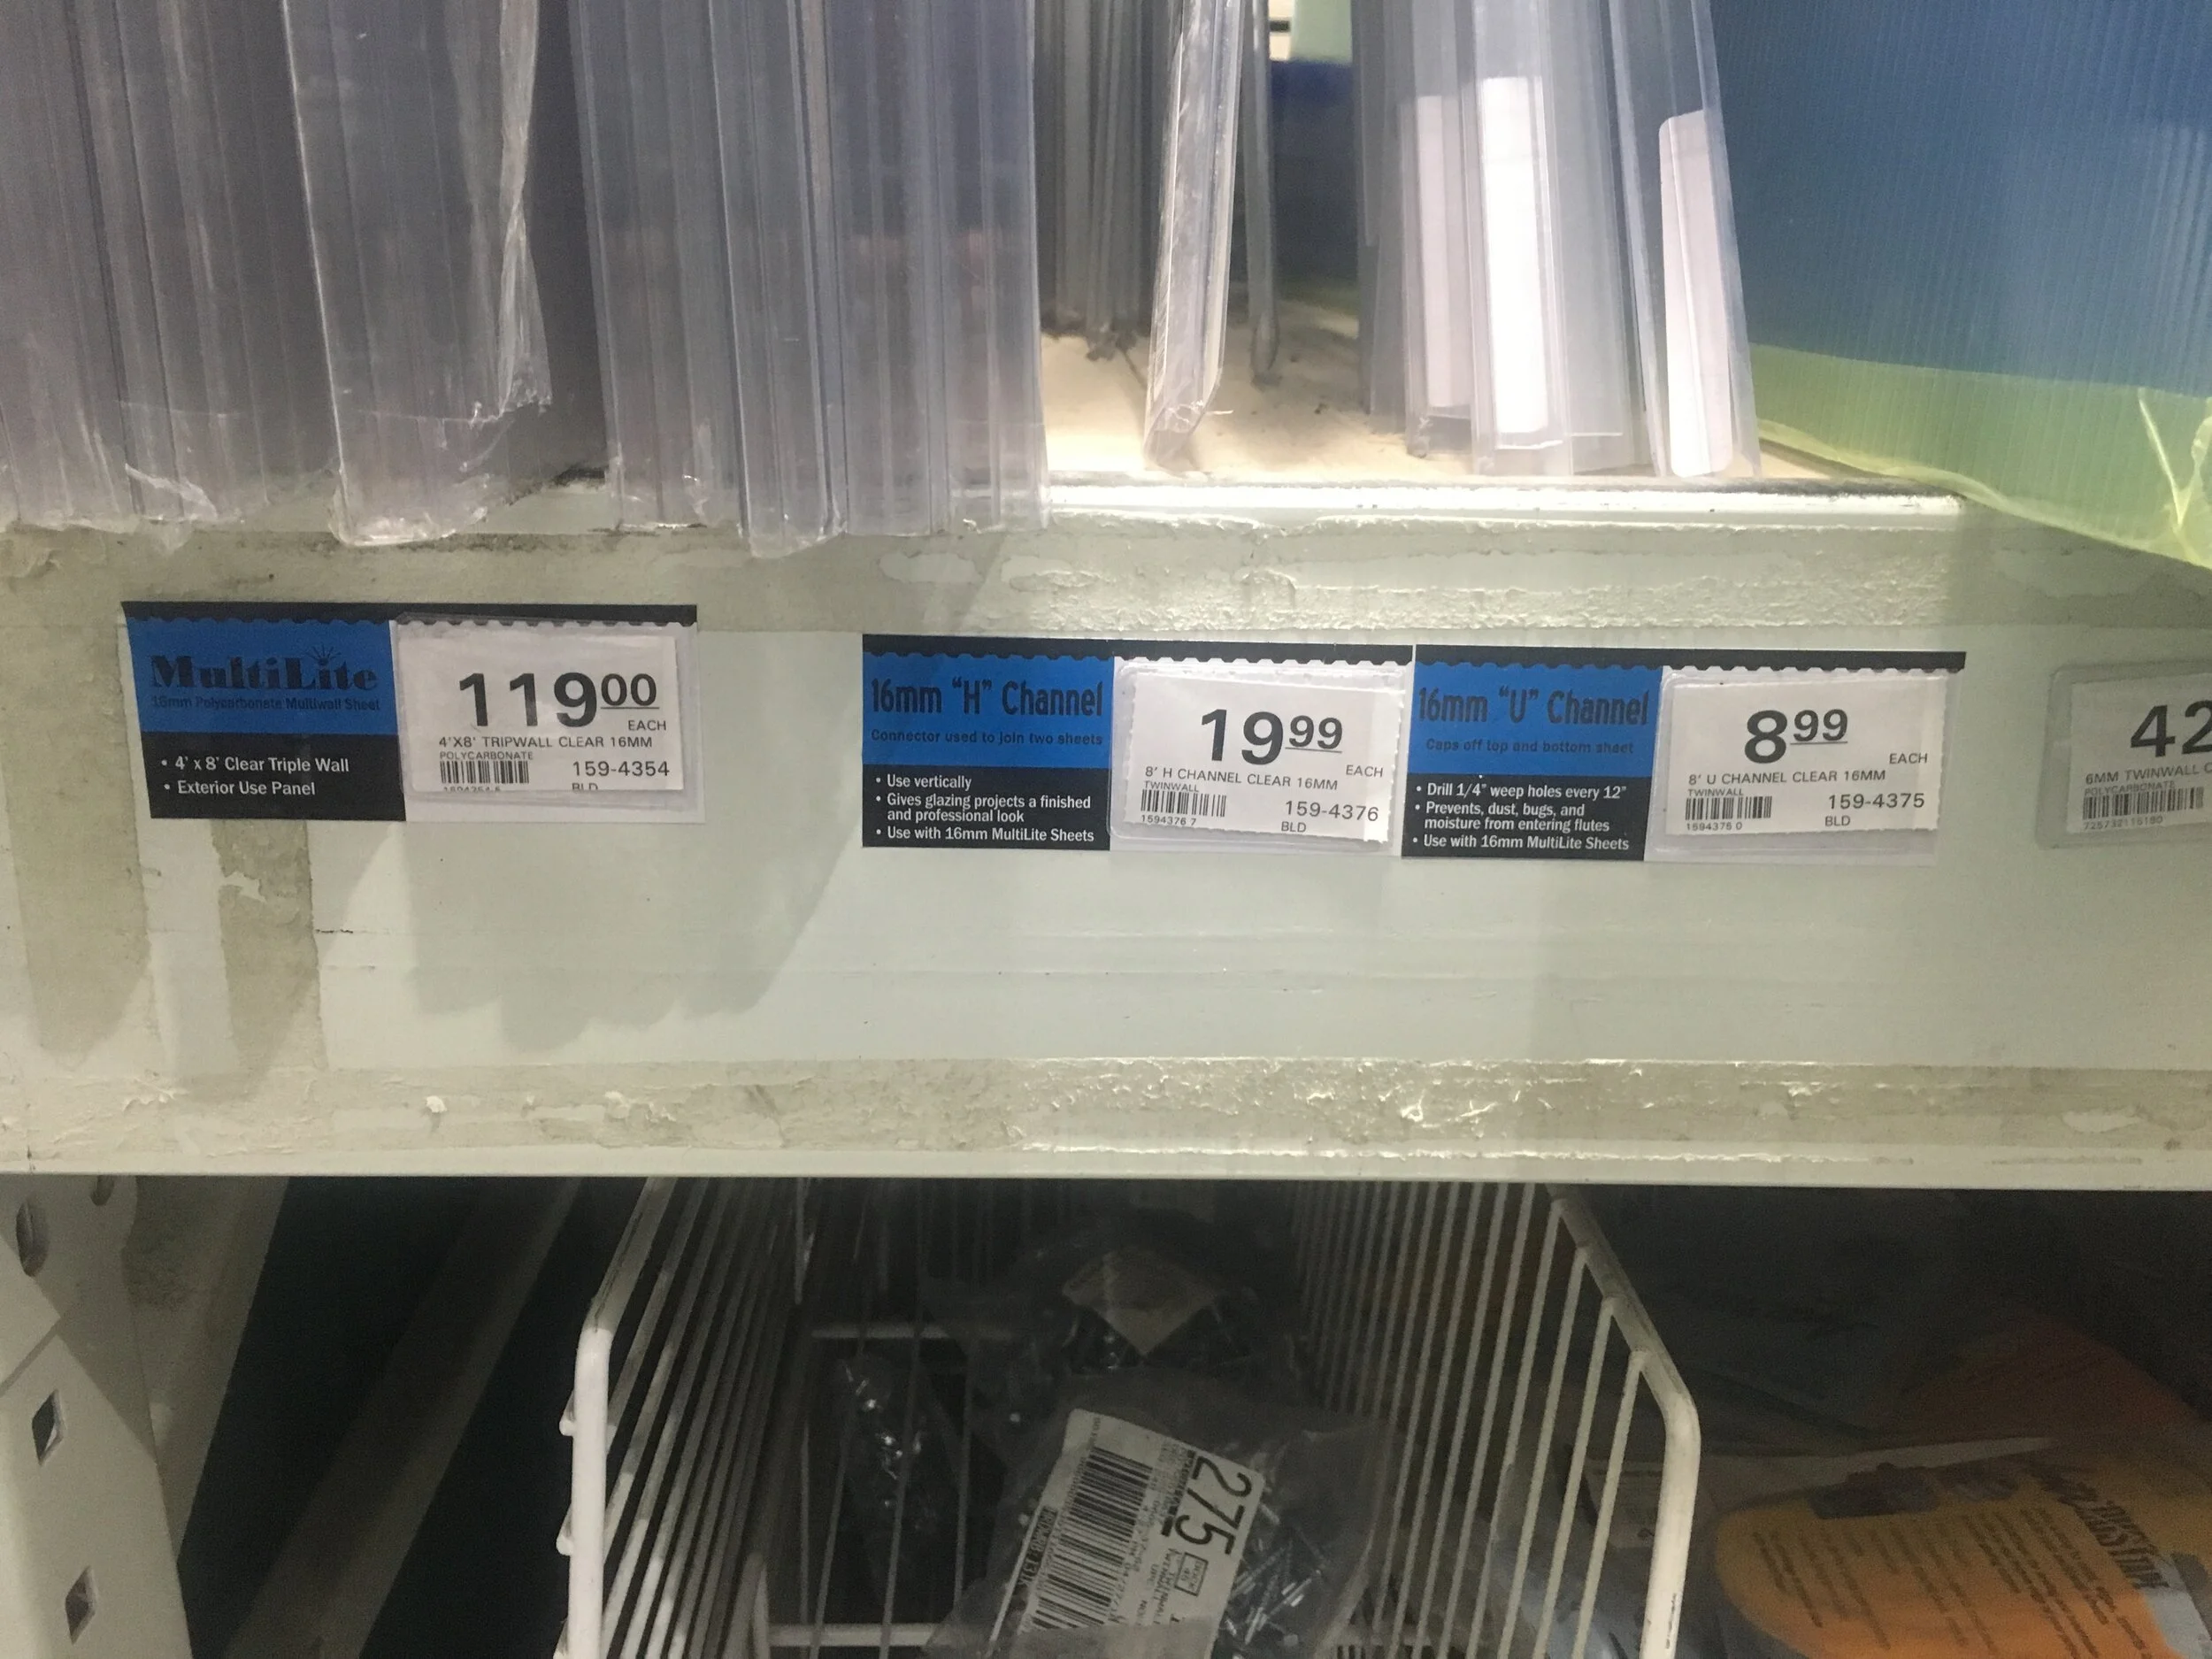 MultiLite
16mm Polycarbonate Multiwall Sheet
• 4' x 8' Clear Triple Wall
• Exterior Use Panel
119 00
EACH
4'X8' TRIPWALL CLEAR 16MM
POLYCARBONATE
159-4354
BLD
16mm "H" Channel
Connector used to join two sheets
• Use vertically
• Gives glazing projects a finished
and professional look
• Use with 16mm MultiLite Sheets
19 99
EACH
8' H CHANNEL CLEAR 16MM
TWINWALL
159-4376
1594376 7
BLD
16mm "U" Channel
Caps off top and bottom sheet
• Drill 1/4" weep holes every 12"
• Prevents, dust, bugs, and
moisture from entering flutes
• Use with 16mm MultiLite Sheets
8 99
EACH
8' U CHANNEL CLEAR 16MM
TWINWALL
159-4375
1594375 0
BLD
42
6MM TWINWALL C
POLYCARBONATE
275